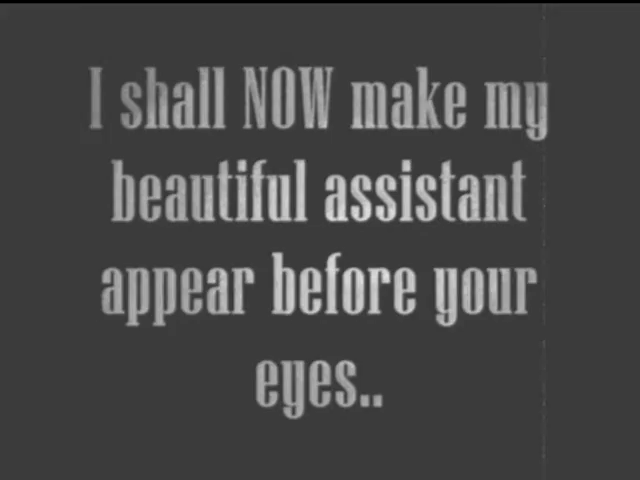 I shall NOW make my
beautiful assistant
appear before your
eyes..